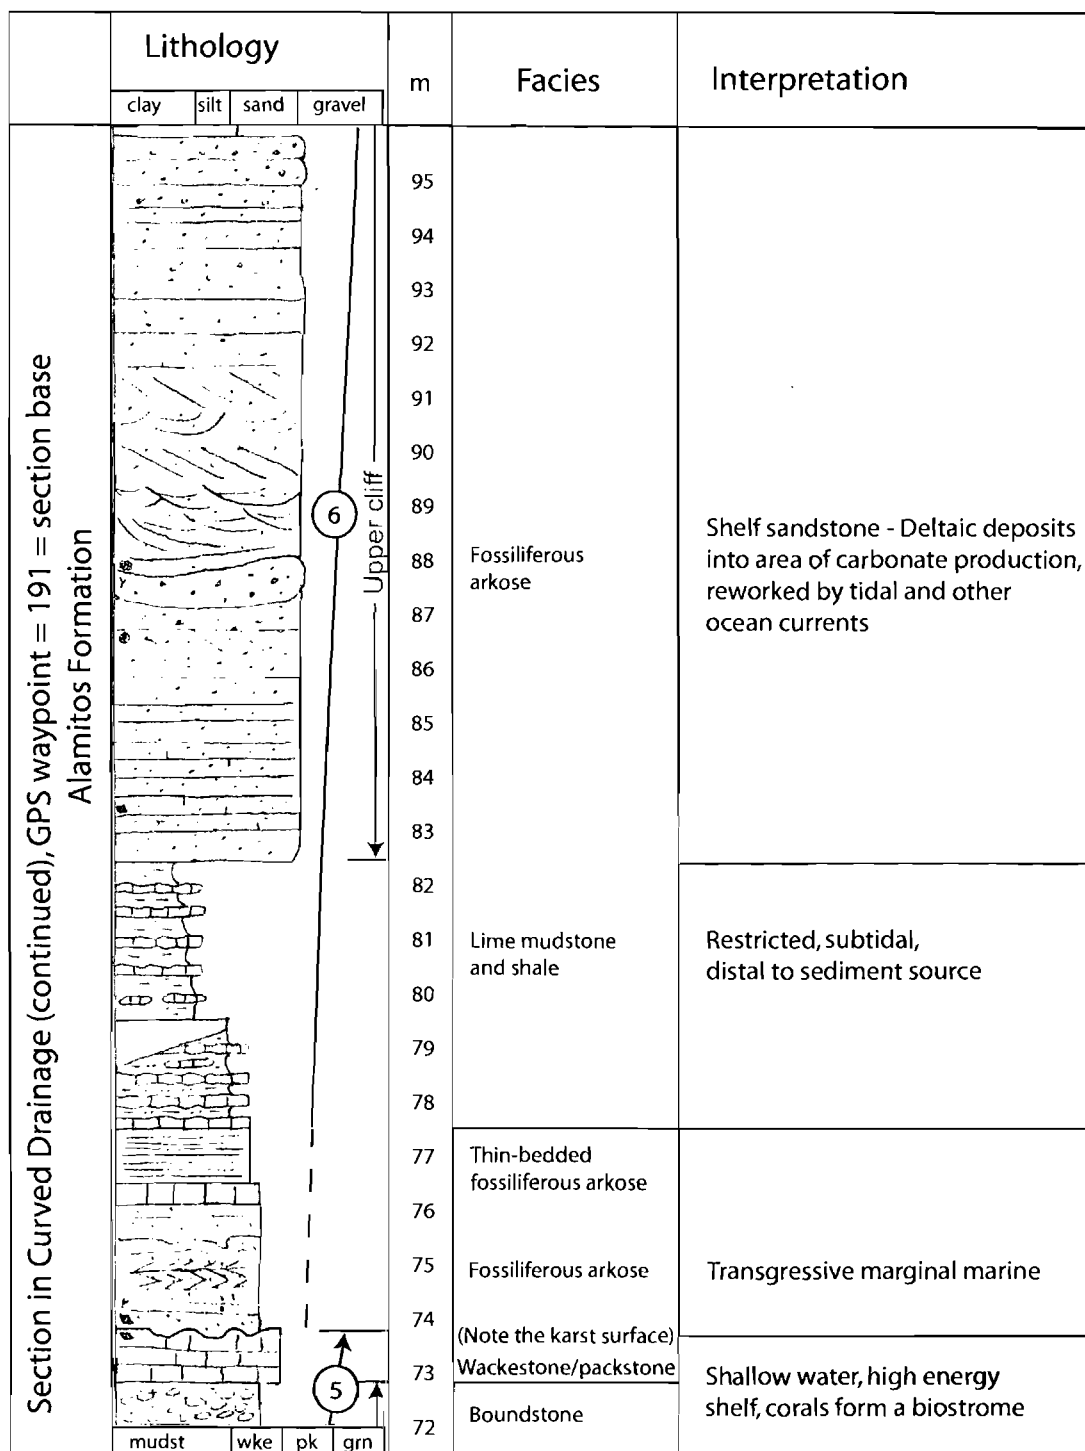 Lithology
m
Facies
Interpretation
clay
silt
sand
gravel
Section in Curved Drainage (continued), GPS waypoint = 191 = section base
Alamitos Formation
95
94
93
92
91
90
89
88
87
86
85
84
83
82
81
80
79
78
77
76
75
74
73
72
6
Upper cliff
5
Fossiliferous
arkose
Shelf sandstone - Deltaic deposits
into area of carbonate production,
reworked by tidal and other
ocean currents
Lime mudstone
and shale
Restricted, subtidal,
distal to sediment source
Thin-bedded
fossiliferous arkose
Fossiliferous arkose
Transgressive marginal marine
(Note the karst surface)
Wackestone/packstone
Boundstone
Shallow water, high energy
shelf, corals form a biostrome
mudst
wke
pk
grn